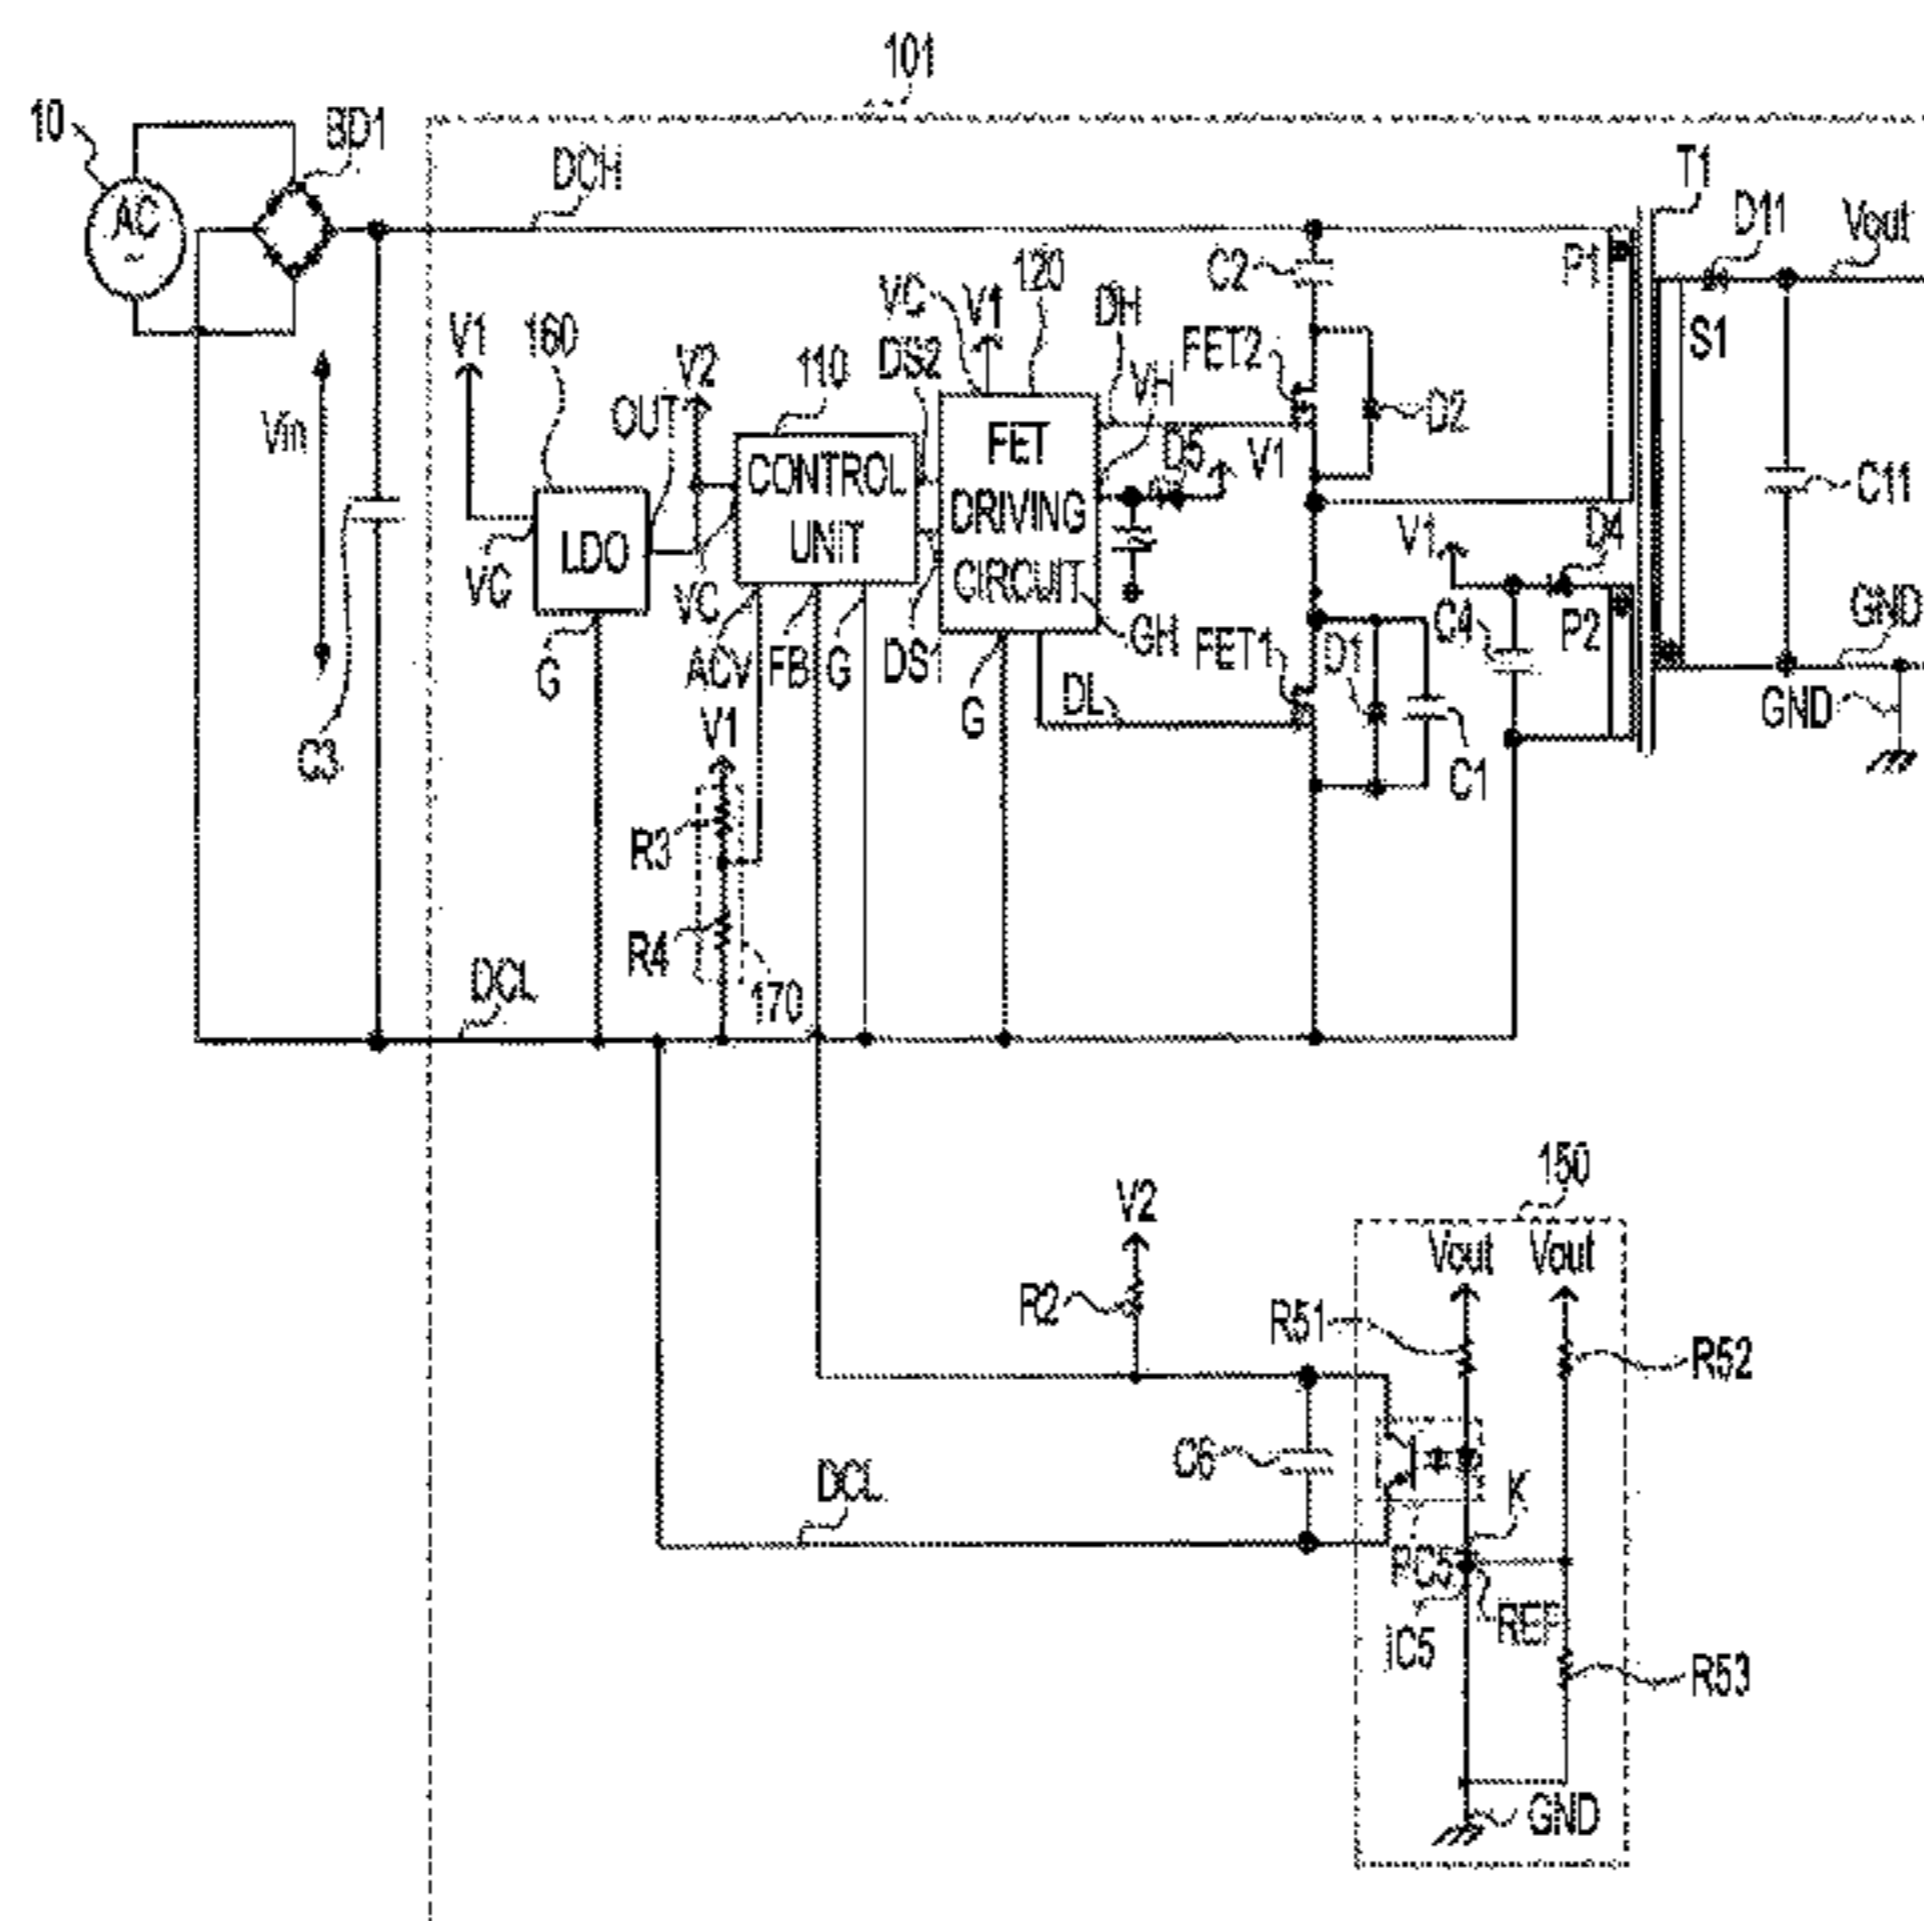 101
10
BD1
AC
~
DCH
T1
D11
Vout
P1
S1
C2
VC
V1
120
DH
FET2
VH
D2
V1
160
V2
110
DS2
OUT
Vin
CONTROL
UNIT
FET
DRIVING
CIRCUIT
D5
V1
C11
LDO
VC
VC
V1
D4
C4
P2
GND
GND
G
ACV
FB
G
DS1
GH
FET1
D1
G
DL
C1
C3
V1
R3
R4
170
DCL
150
V2
Vout
Vout
R2
R51
R52
C6
K
DCL
PC5
REF
IC5
R53
GND